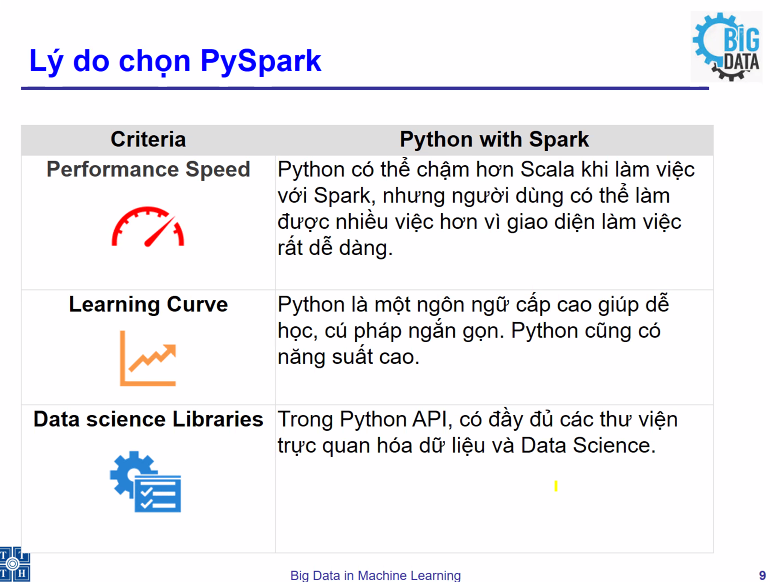 Lý do chọn PySpark
BIG
DATA
Criteria
Python with Spark
Performance Speed
Python có thể chậm hơn Scala khi làm việc
với Spark, nhưng người dùng có thể làm
được nhiều việc hơn vì giao diện làm việc
rất dễ dàng.
Learning Curve
Python là một ngôn ngữ cấp cao giúp dễ
học, cú pháp ngắn gọn. Python cũng có
năng suất cao.
Data science Libraries
Trong Python API, có đầy đủ các thư viện
trực quan hóa dữ liệu và Data Science.
T T
T H
Big Data in Machine Learning
9